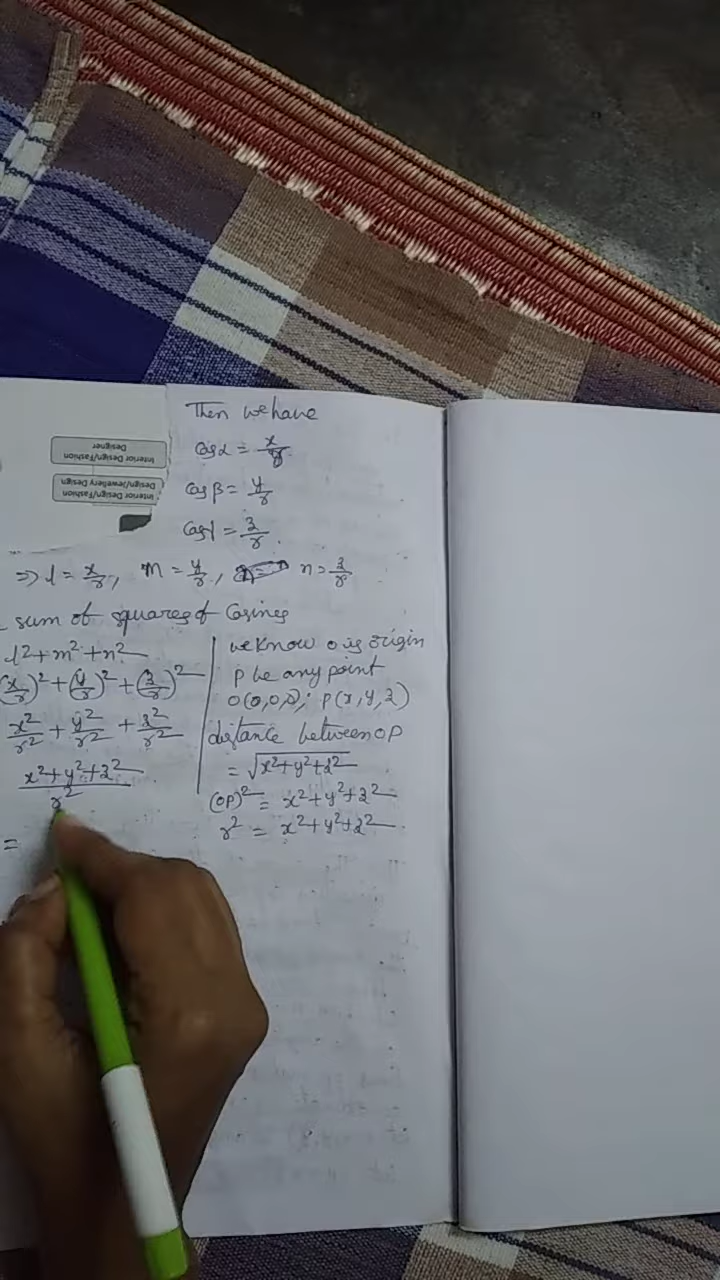 Then we have
Cosα = x/r
Cosβ = y/r
Cosγ = z/r
=> l = x/r, m = y/r, n = z/r
sum of squares of Cosines
l²+m²+n²
(x/r)²+(y/r)²+(z/r)²
x²/r² + y²/r² + z²/r²
x²+y²+z²/r²
=
we know O is origin
P be any point
O(0,0,0); P(x,y,z)
distance between OP
= √x²+y²+z²
(OP)² = x²+y²+z²
r² = x²+y²+z²
Interior Design/Fashion
Design/Jewellery Design
Interior Design/Fashion
Designer